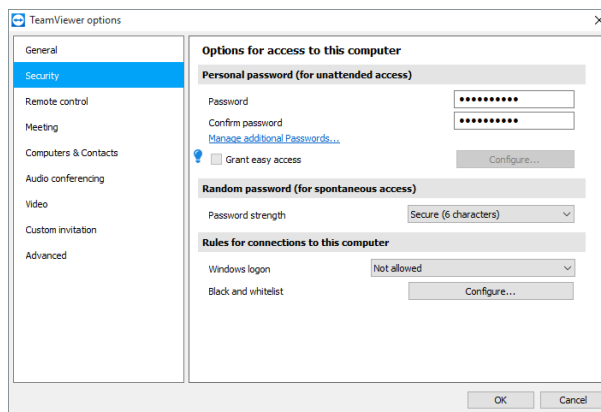 TeamViewer options
General
Security
Remote control
Meeting
Computers & Contacts
Audio conferencing
Video
Custom invitation
Advanced
Options for access to this computer
Personal password (for unattended access)
Password ••••••••••
Confirm password ••••••••••
Manage additional Passwords...
Grant easy access Configure...
Random password (for spontaneous access)
Password strength Secure (6 characters)
Rules for connections to this computer
Windows logon Not allowed
Black and whitelist Configure...
OK Cancel